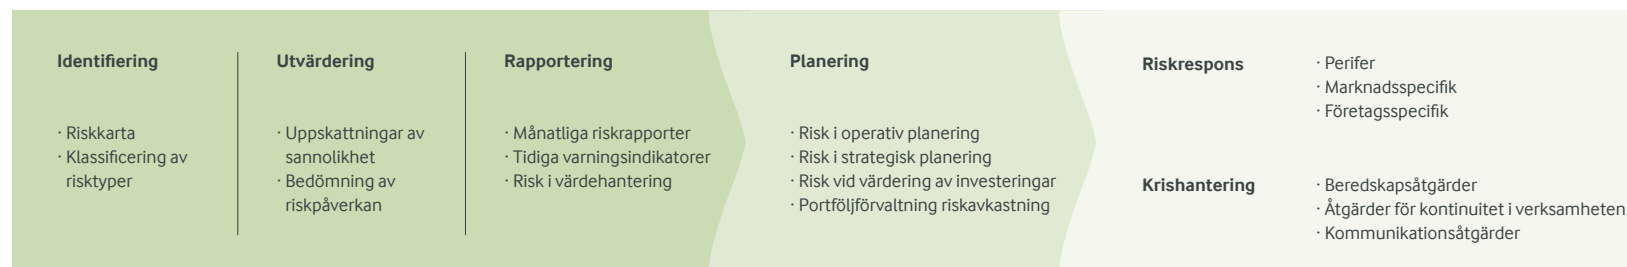 Identifiering
· Riskkarta
· Klassificering av
risktyper
Utvärdering
· Uppskattningar av
sannolikhet
· Bedömning av
riskpåverkan
Rapportering
· Månatliga riskrapporter
· Tidiga varningsindikatorer
· Risk i värdehantering
Planering
· Risk i operativ planering
· Risk i strategisk planering
· Risk vid värdering av investeringar
· Portföljförvaltning riskavkastning
Riskrespons
· Perifer
· Marknadsspecifik
· Företagsspecifik
Krishantering
· Beredskapsåtgärder
· Åtgärder för kontinuitet i verksamheten
· Kommunikationsåtgärder